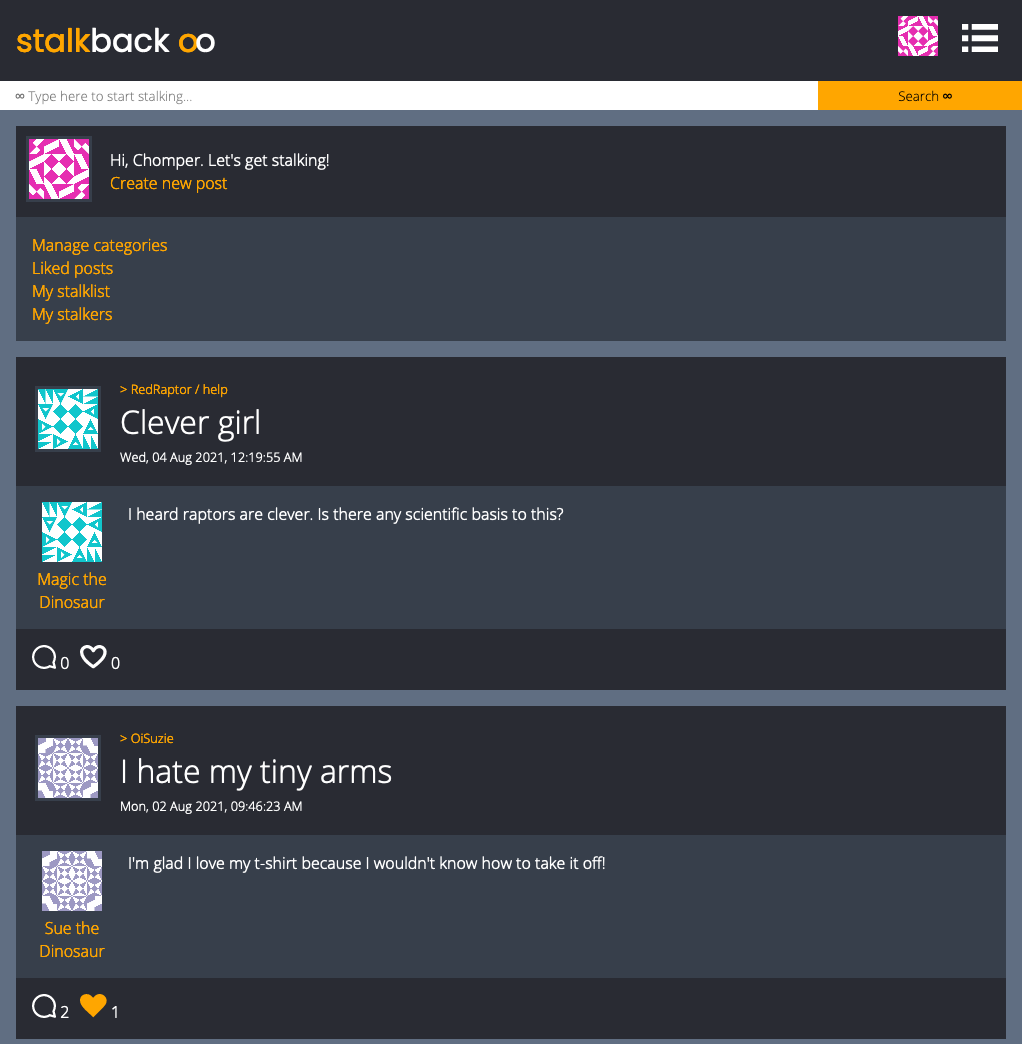 stalkback
∞ Type here to start stalking...
Search ∞
Hi, Chomper. Let's get stalking!
Create new post
Manage categories
Liked posts
My stalklist
My stalkers
> RedRaptor / help
Clever girl
Wed, 04 Aug 2021, 12:19:55 AM
I heard raptors are clever. Is there any scientific basis to this?
Magic the
Dinosaur
0 0
> OiSuzie
I hate my tiny arms
Mon, 02 Aug 2021, 09:46:23 AM
I'm glad I love my t-shirt because I wouldn't know how to take it off!
Sue the
Dinosaur
2 1